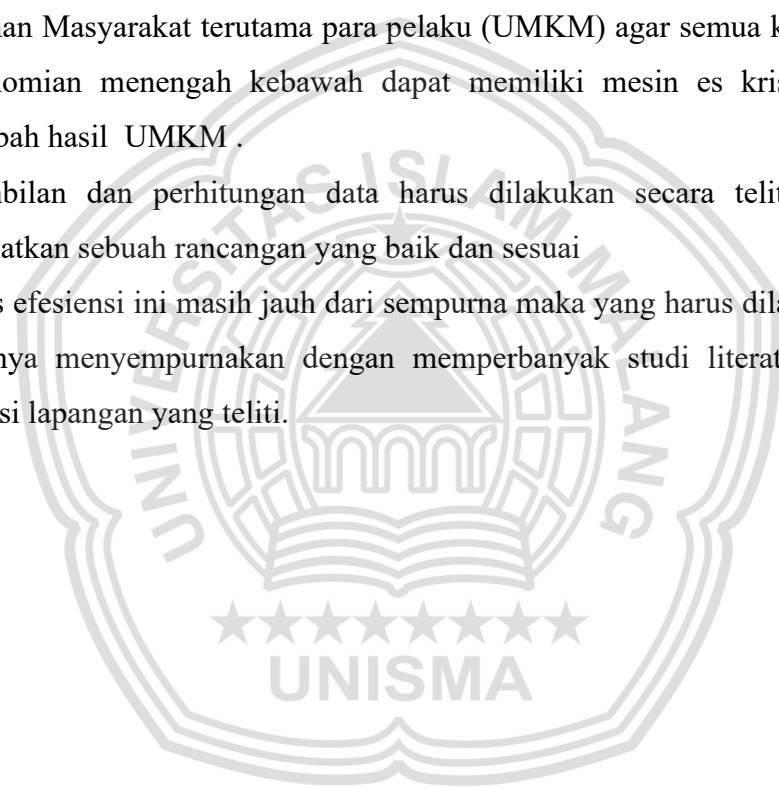 nan Masyarakat terutama para pelaku (UMKM) agar semua k
nomian menengah kebawah dapat memiliki mesin es kris
bah hasil UMKM .
bilan dan perhitungan data harus dilakukan secara telit
atkan sebuah rancangan yang baik dan sesuai
s efesiensi ini masih jauh dari sempurna maka yang harus dila
nya menyempurnakan dengan memperbanyak studi literat
si lapangan yang teliti.
UNIVERSITAS ISLAM MALANG
UNISMA